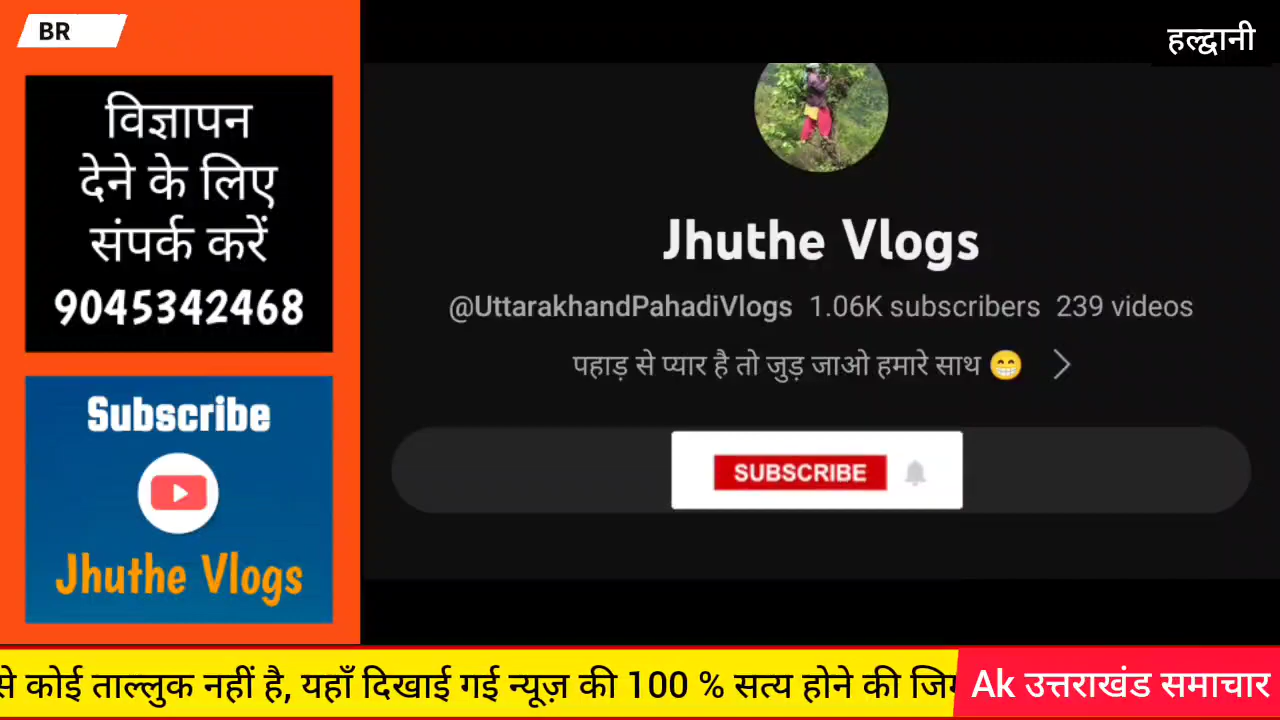 BR
हल्द्वानी
विज्ञापन
देने के लिए
संपर्क करें
9045342468
Subscribe
Jhuthe Vlogs
Jhuthe Vlogs
@UttarakhandPahadiVlogs 1.06K subscribers 239 videos
पहाड़ से प्यार है तो जुड़ जाओ हमारे साथ 😁
SUBSCRIBE
से कोई ताल्लुक नहीं है, यहाँ दिखाई गई न्यूज़ की 100 % सत्य होने की
Ak उत्तराखंड समाचार